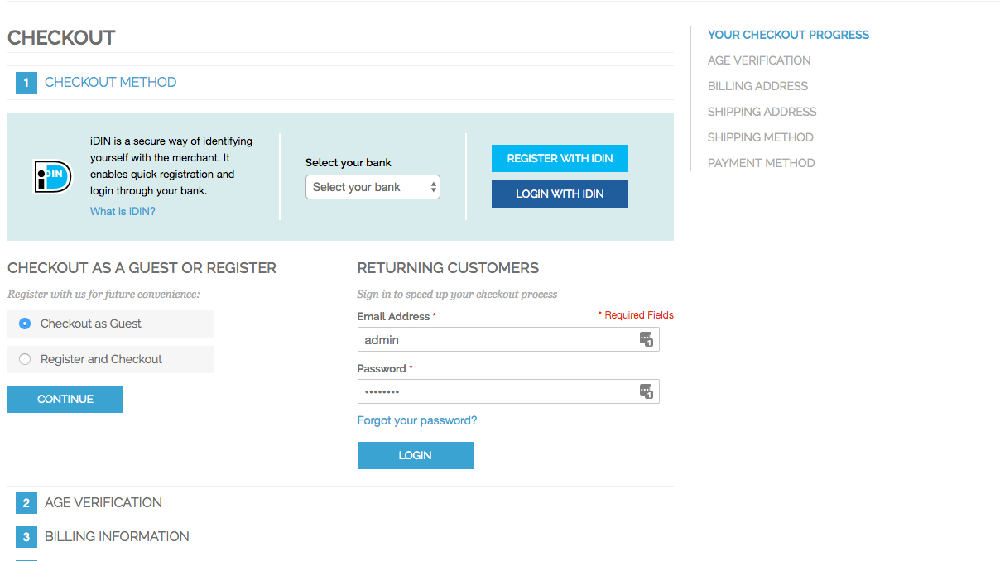 CHECKOUT
1 CHECKOUT METHOD
iDIN
iDIN is a secure way of identifying
yourself with the merchant. It
enables quick registration and
login through your bank.
What is iDIN?
Select your bank
Select your bank
REGISTER WITH IDIN
LOGIN WITH IDIN
CHECKOUT AS A GUEST OR REGISTER
Register with us for future convenience:
Checkout as Guest
Register and Checkout
CONTINUE
RETURNING CUSTOMERS
Sign in to speed up your checkout process
Email Address *
* Required Fields
admin
1
Password *
••••••••
1
Forgot your password?
LOGIN
2 AGE VERIFICATION
3 BILLING INFORMATION
YOUR CHECKOUT PROGRESS
AGE VERIFICATION
BILLING ADDRESS
SHIPPING ADDRESS
SHIPPING METHOD
PAYMENT METHOD